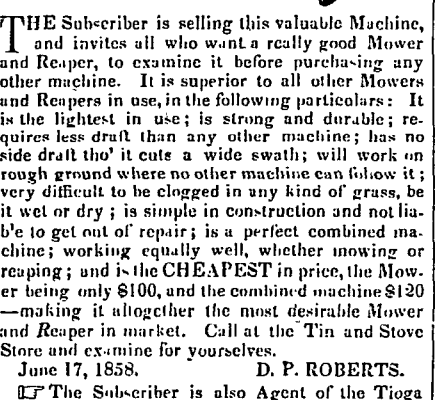 THE Subscriber is selling this valuable Machine,
and invites all who want a really good Mower
and Reaper, to examine it before purchasing any
other machine. It is superior to all other Mowers
and Reapers in use, in the following particulars: It
is the lightest in use; is strong and durable; re-
quires less draft than any other machine; has no
side draft tho' it cuts a wide swath; will work on
rough ground where no other machine can follow it;
very difficult to be clogged in any kind of grass, be
it wet or dry; is simple in construction and not lia-
b'e to get out of repair; is a perfect combined ma-
chine; working equally well, whether mowing or
reaping; and is the CHEAPEST in price, the Mow-
er being only $100, and the combined machine $120
—making it altogether the most desirable Mower
and Reaper in market. Call at the Tin and Stove
Store and examine for yourselves.
June 17, 1858. D. P. ROBERTS.
☞ The Subscriber is also Agent of the Tioga